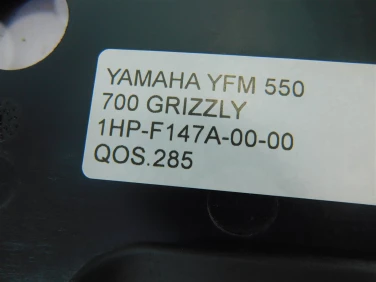 YAMAHA YFM 550
700 GRIZZLY
1HP-F147A-00-00
QOS.285